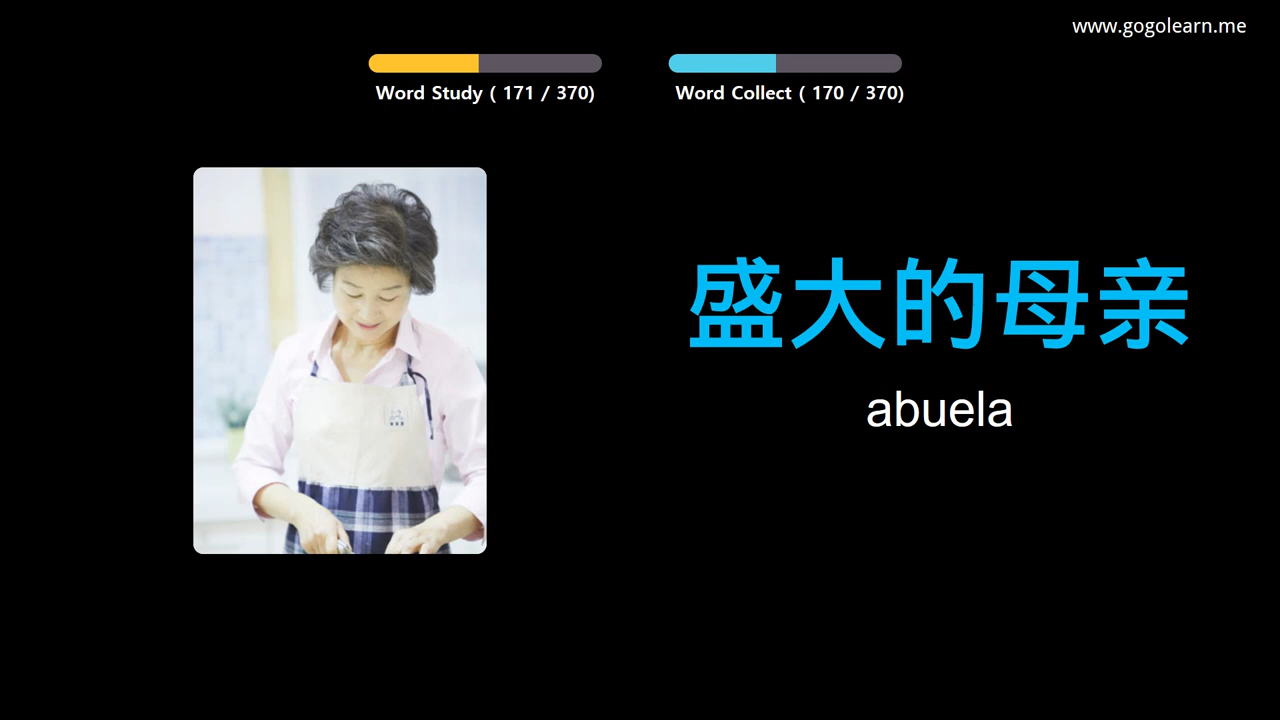 www.gogolearn.me
Word Study ( 171 / 370)
Word Collect ( 170 / 370)
盛大的母亲
abuela